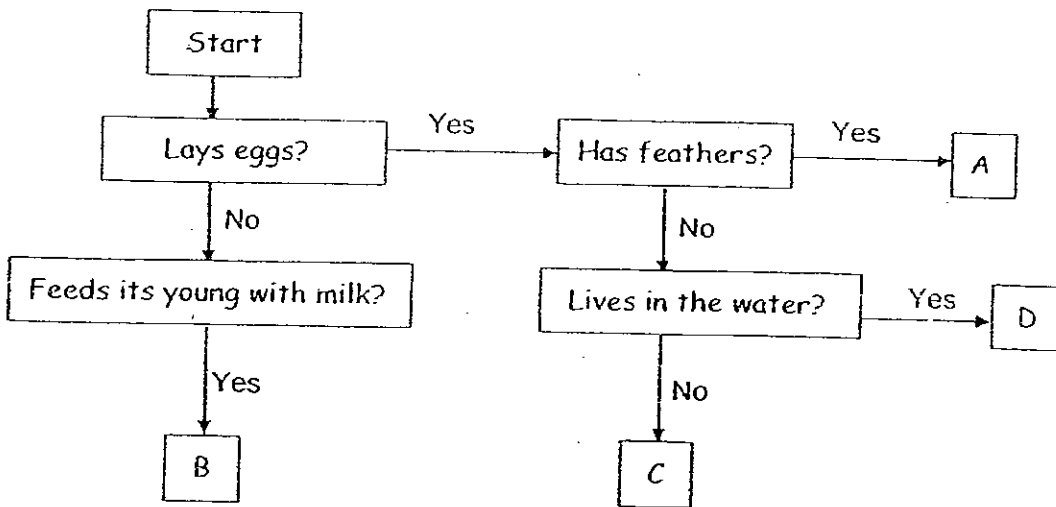 Start
Lays eggs?
Yes
Has feathers?
Yes
A
No
No
Feeds its young with milk?
Lives in the water?
Yes
D
Yes
No
B
C